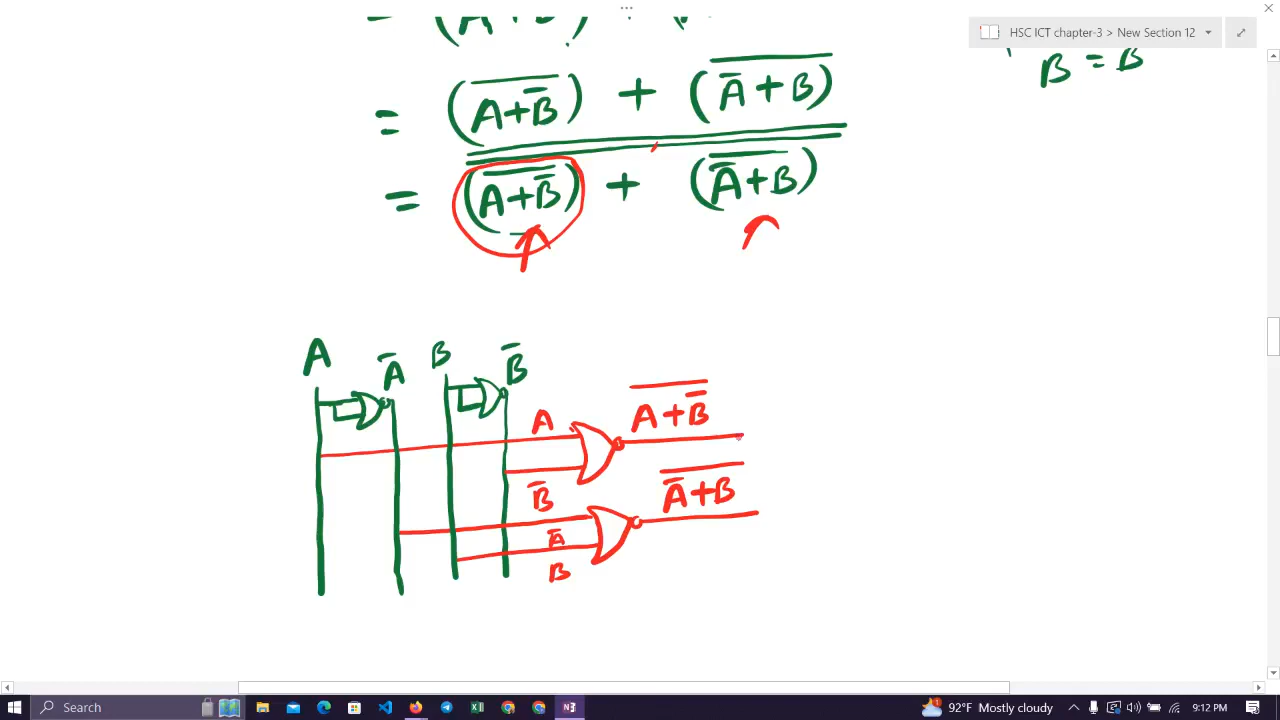 HSC ICT chapter-3 > New Section 12
B = B
= (A̅+̅B̅̅) + (A̅̅+̅B̅)
= (A̅+̅B̅̅) + (A̅̅+̅B̅)
A A̅ B B̅
A
A̅+̅B̅̅
B̅
A̅̅+̅B̅
A̅
B
Search
92°F Mostly cloudy
9:12 PM